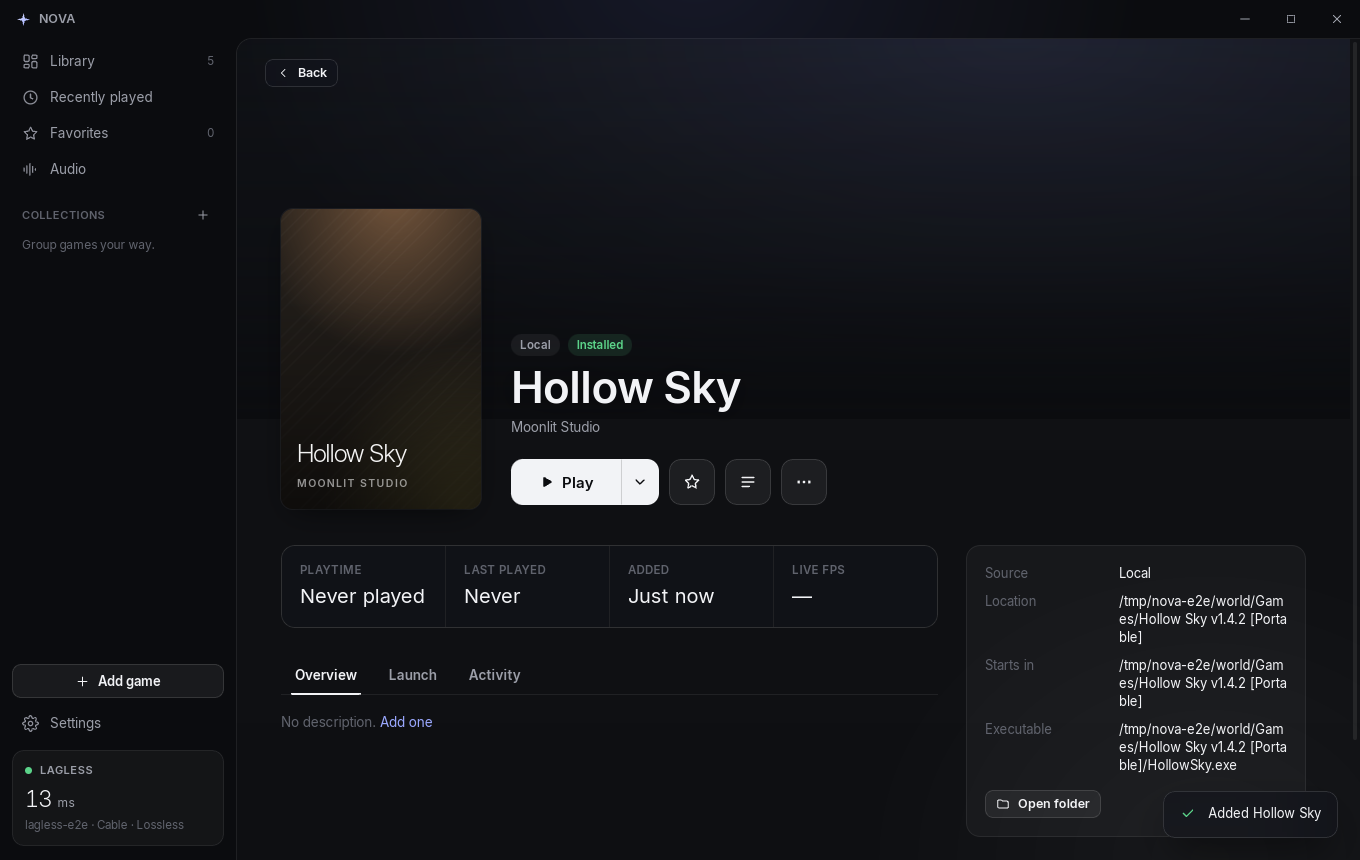 NOVA
Library 5
Recently played
Favorites 0
Audio
COLLECTIONS
Group games your way.
Add game
Settings
LAGLESS
13 ms
lagless-e2e · Cable · Lossless
Back
Hollow Sky
MOONLIT STUDIO
Local Installed
Hollow Sky
Moonlit Studio
Play
PLAYTIME LAST PLAYED ADDED LIVE FPS
Never played Never Just now —
Overview Launch Activity
No description. Add one
Source Local
Location /tmp/nova-e2e/world/Gam
es/Hollow Sky v1.4.2 [Porta
ble]
Starts in /tmp/nova-e2e/world/Gam
es/Hollow Sky v1.4.2 [Porta
ble]
Executable /tmp/nova-e2e/world/Gam
es/Hollow Sky v1.4.2 [Porta
ble]/HollowSky.exe
Open folder
Added Hollow Sky